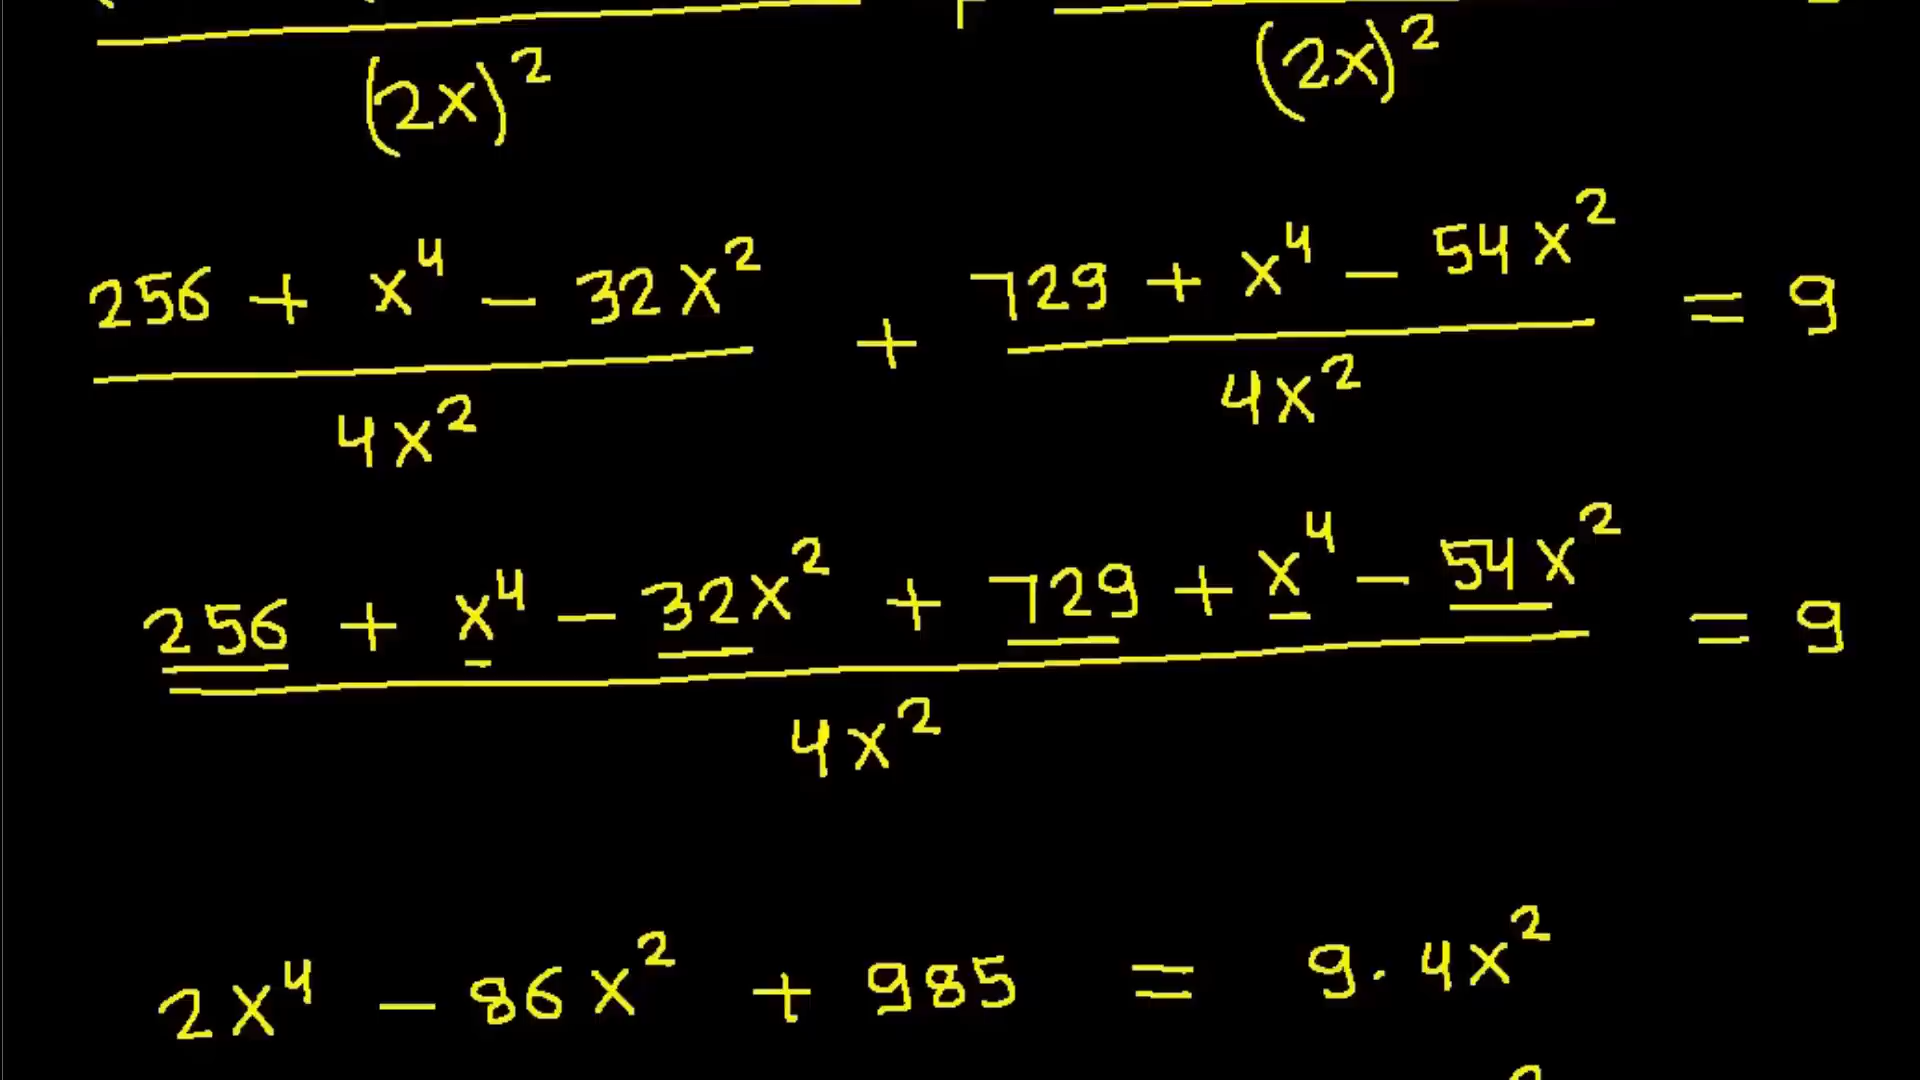 (2x)² (2x)²
256 + x⁴ - 32x² + 729 + x⁴ - 54x² = 9
4x² 4x²
256 + x⁴ - 32x² + 729 + x⁴ - 54x² = 9
4x²
2x⁴ - 86x² + 985 = 9.4x²